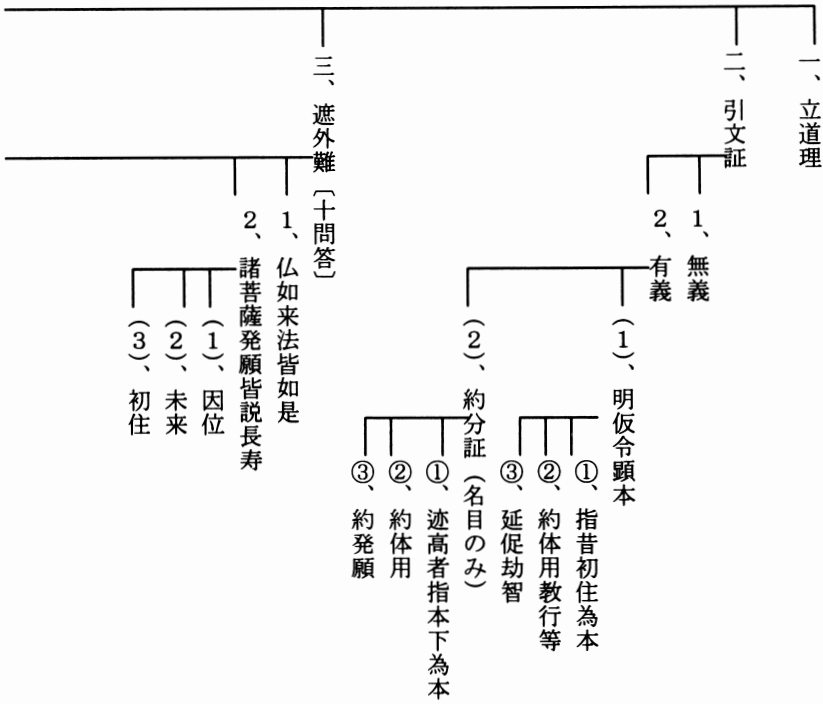 一、立道理
二、引文証
1、無義
2、有義
(1)、明仮令顕本
①、指昔初住為本
②、約体用教行等
③、延促劫智
(2)、約分証(名目のみ)
①、迹高者指本下為本
②、約体用
③、約発願
三、遮外難〔十問答〕
1、仏如来法皆如是
2、諸菩薩発願皆説長寿
(1)、因位
(2)、未来
(3)、初住